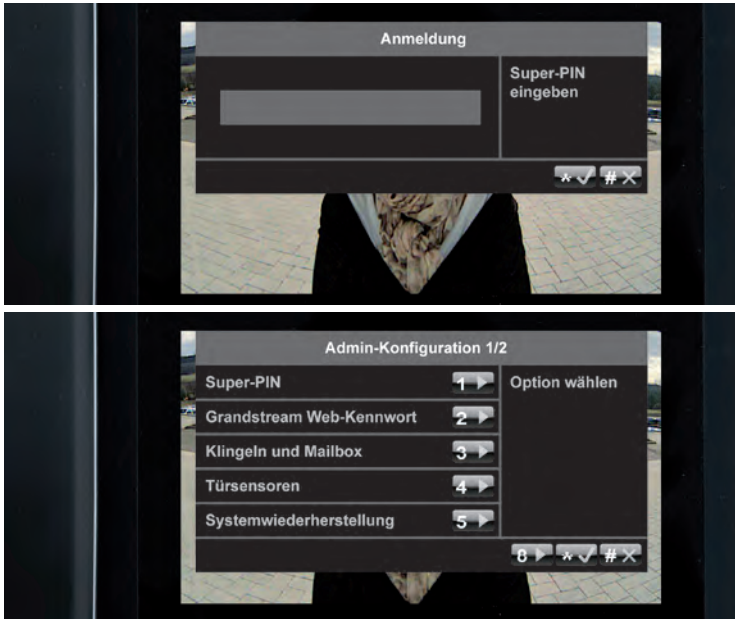 Anmeldung
Super-PIN
eingeben
* #
Admin-Konfiguration 1/2
Super-PIN 1 Option wählen
Grandstream Web-Kennwort 2
Klingeln und Mailbox 3
Türsensoren 4
Systemwiederherstellung 5
8 * #